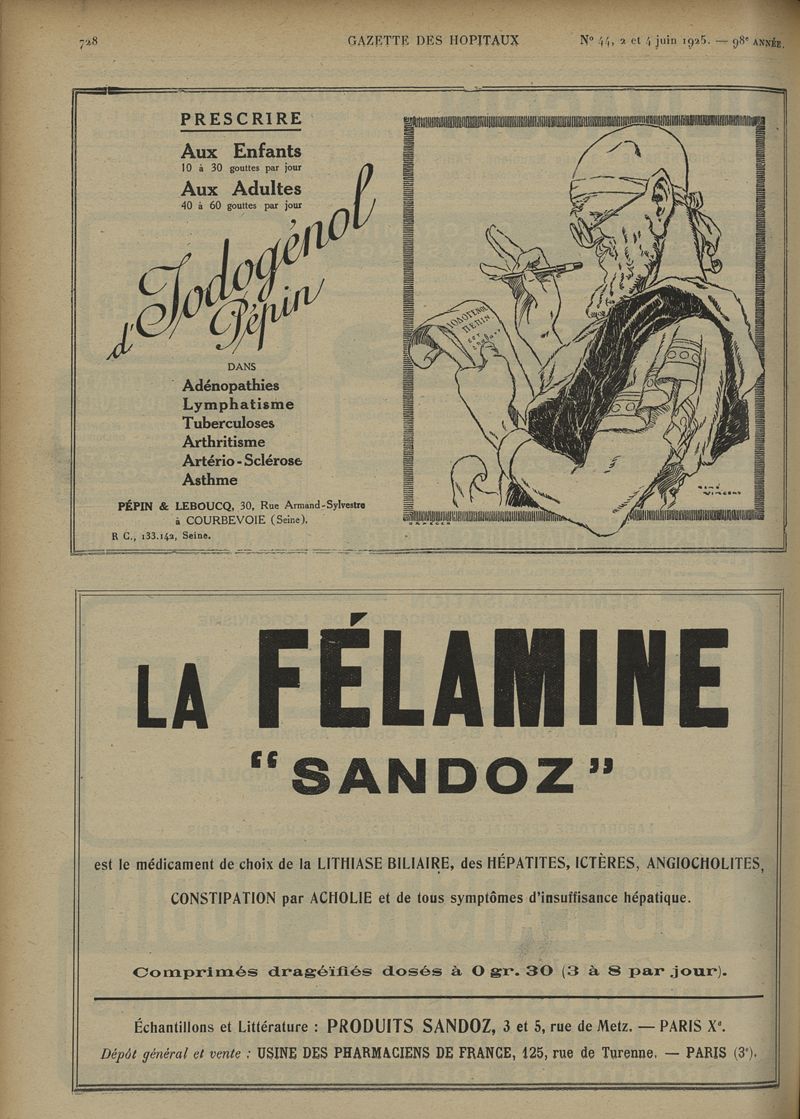 728
GAZETTE DES HOPITAUX
N° 44, 2 et 4 juin 1925. — 98e ANNÉE.
PRESCRIRE
Aux Enfants
10 à 30 gouttes par jour
Aux Adultes
40 à 60 gouttes par jour
d'Iodogénol
Pépin
DANS
Adénopathies
Lymphatisme
Tuberculoses
Arthritisme
Artério-Sclérose
Asthme
PÉPIN & LEBOUCQ, 30, Rue Armand-Sylvestre
à COURBEVOIE (Seine).
R C., 133.142, Seine.
RENÉ
VINCENT
DRAEGER
LA FÉLAMINE
"SANDOZ"
est le médicament de choix de la LITHIASE BILIAIRE, des HÉPATITES, ICTÈRES, ANGIOCHOLITES,
CONSTIPATION par ACHOLIE et de tous symptômes d'insuffisance hépatique.
Comprimés dragéifiés dosés à 0 gr. 30 (3 à 8 par jour).
Échantillons et Littérature : PRODUITS SANDOZ, 3 et 5, rue de Metz. — PARIS Xe.
Dépôt général et vente : USINE DES PHARMACIENS DE FRANCE, 125, rue de Turenne. — PARIS (3e).